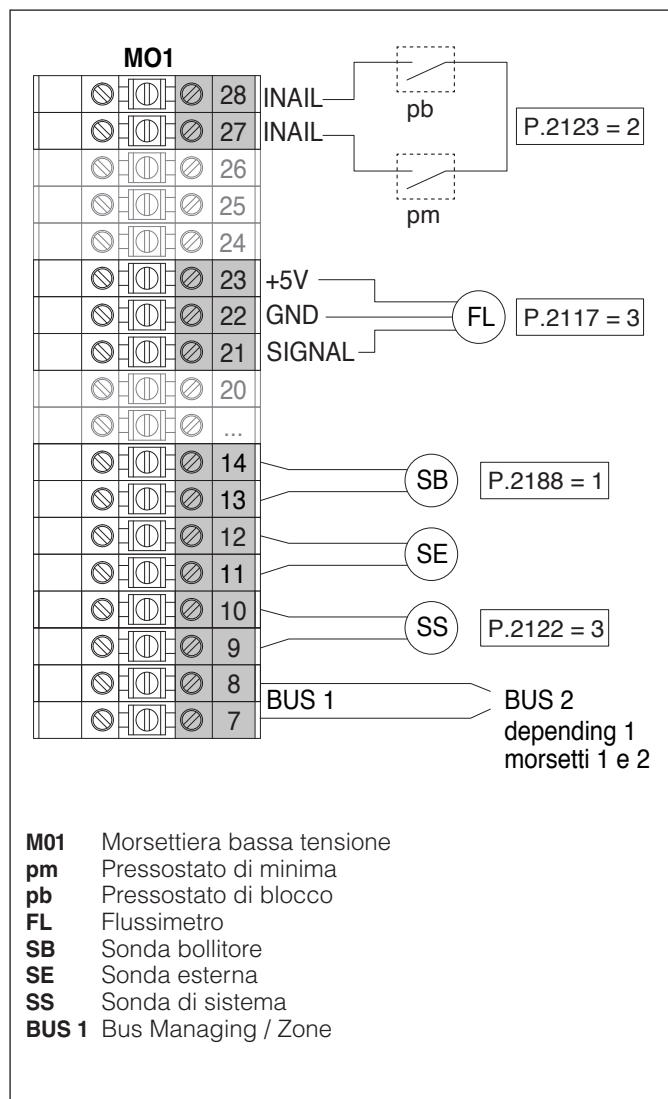 MO1
28 INAIL
pb
27 INAIL
P.2123 = 2
26
pm
25
24
23 +5V
22 GND
FL P.2117 = 3
21 SIGNAL
20
...
14
SB P.2188 = 1
13
12
SE
11
10
SS P.2122 = 3
9
8
BUS 1 BUS 2
7
depending 1
morsetti 1 e 2
M01 Morsettiera bassa tensione
pm Pressostato di minima
pb Pressostato di blocco
FL Flussimetro
SB Sonda bollitore
SE Sonda esterna
SS Sonda di sistema
BUS 1 Bus Managing / Zone